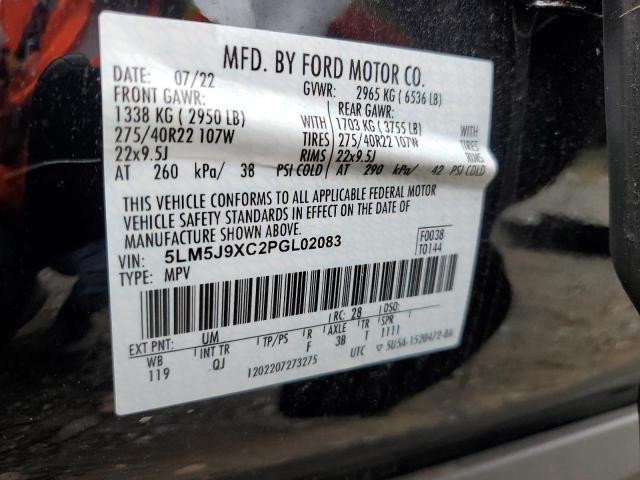 MFD. BY FORD MOTOR CO.
DATE: 07/22 GVWR: 2965 KG ( 6536 LB)
FRONT GAWR: REAR GAWR:
1338 KG ( 2950 LB) WITH 1703 KG ( 3755 LB) WITH
275/40R22 107W TIRES 275/40R22 107W TIRES
22x9.5J RIMS 22x9.5J RIMS
AT 260 kPa/ 38 PSI COLD AT 290 kPa/ 42 PSI COLD
THIS VEHICLE CONFORMS TO ALL APPLICABLE FEDERAL MOTOR
VEHICLE SAFETY STANDARDS IN EFFECT ON THE DATE OF
MANUFACTURE SHOWN ABOVE.
VIN: 5LM5J9XC2PGL02083 F0038
TYPE: MPV T0144
EXT PNT: UM RC: 28 DSO:
WB INT TR TP/PS R AXLE TR SPR
119 QJ F 3B T 1111
1202207273275 UTC 5U5A-1520472-BA